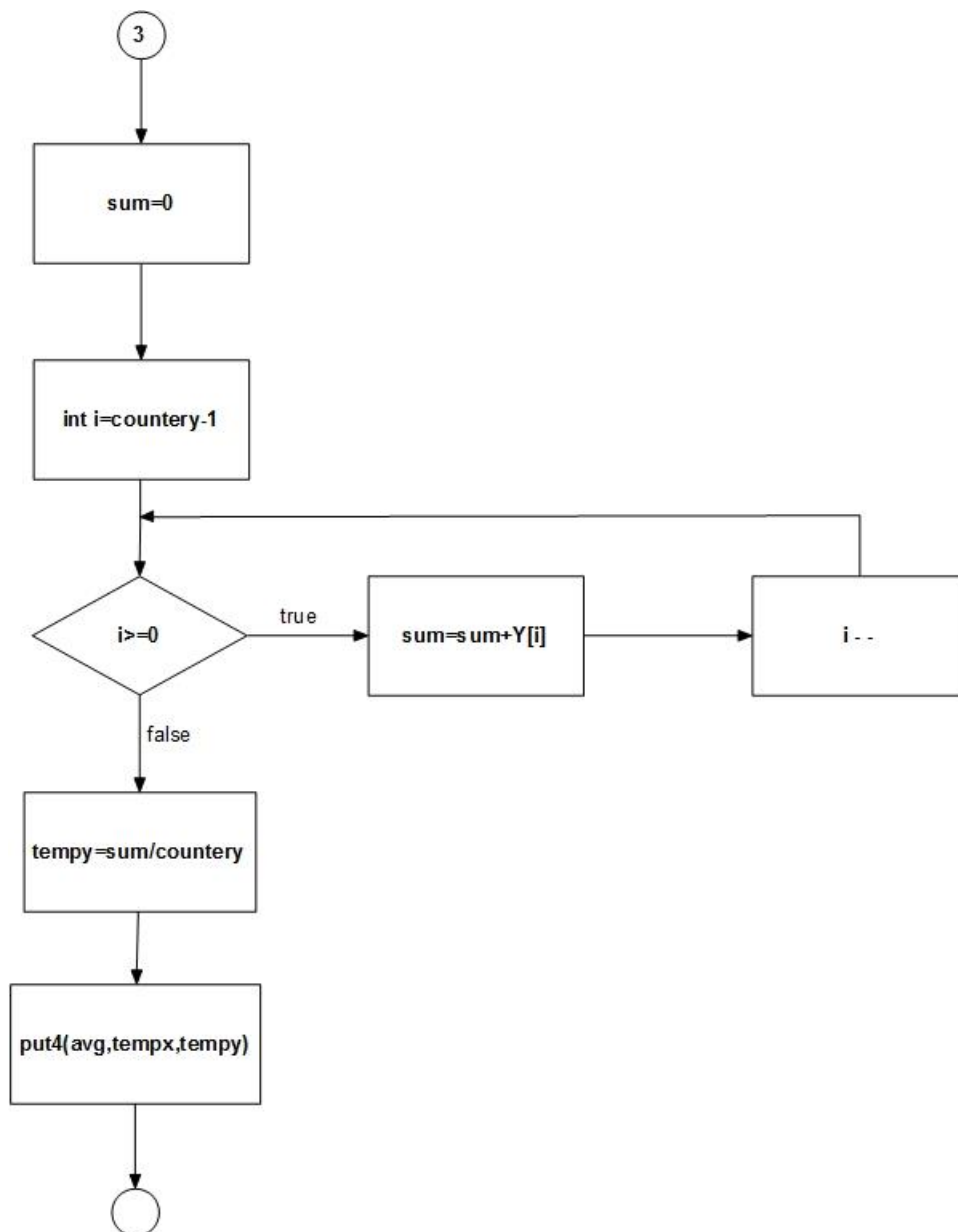 3
sum=0
int i=countery-1
i>=0
true
sum=sum+Y[i]
i - -
false
tempy=sum/countery
put4(avg,tempx,tempy)